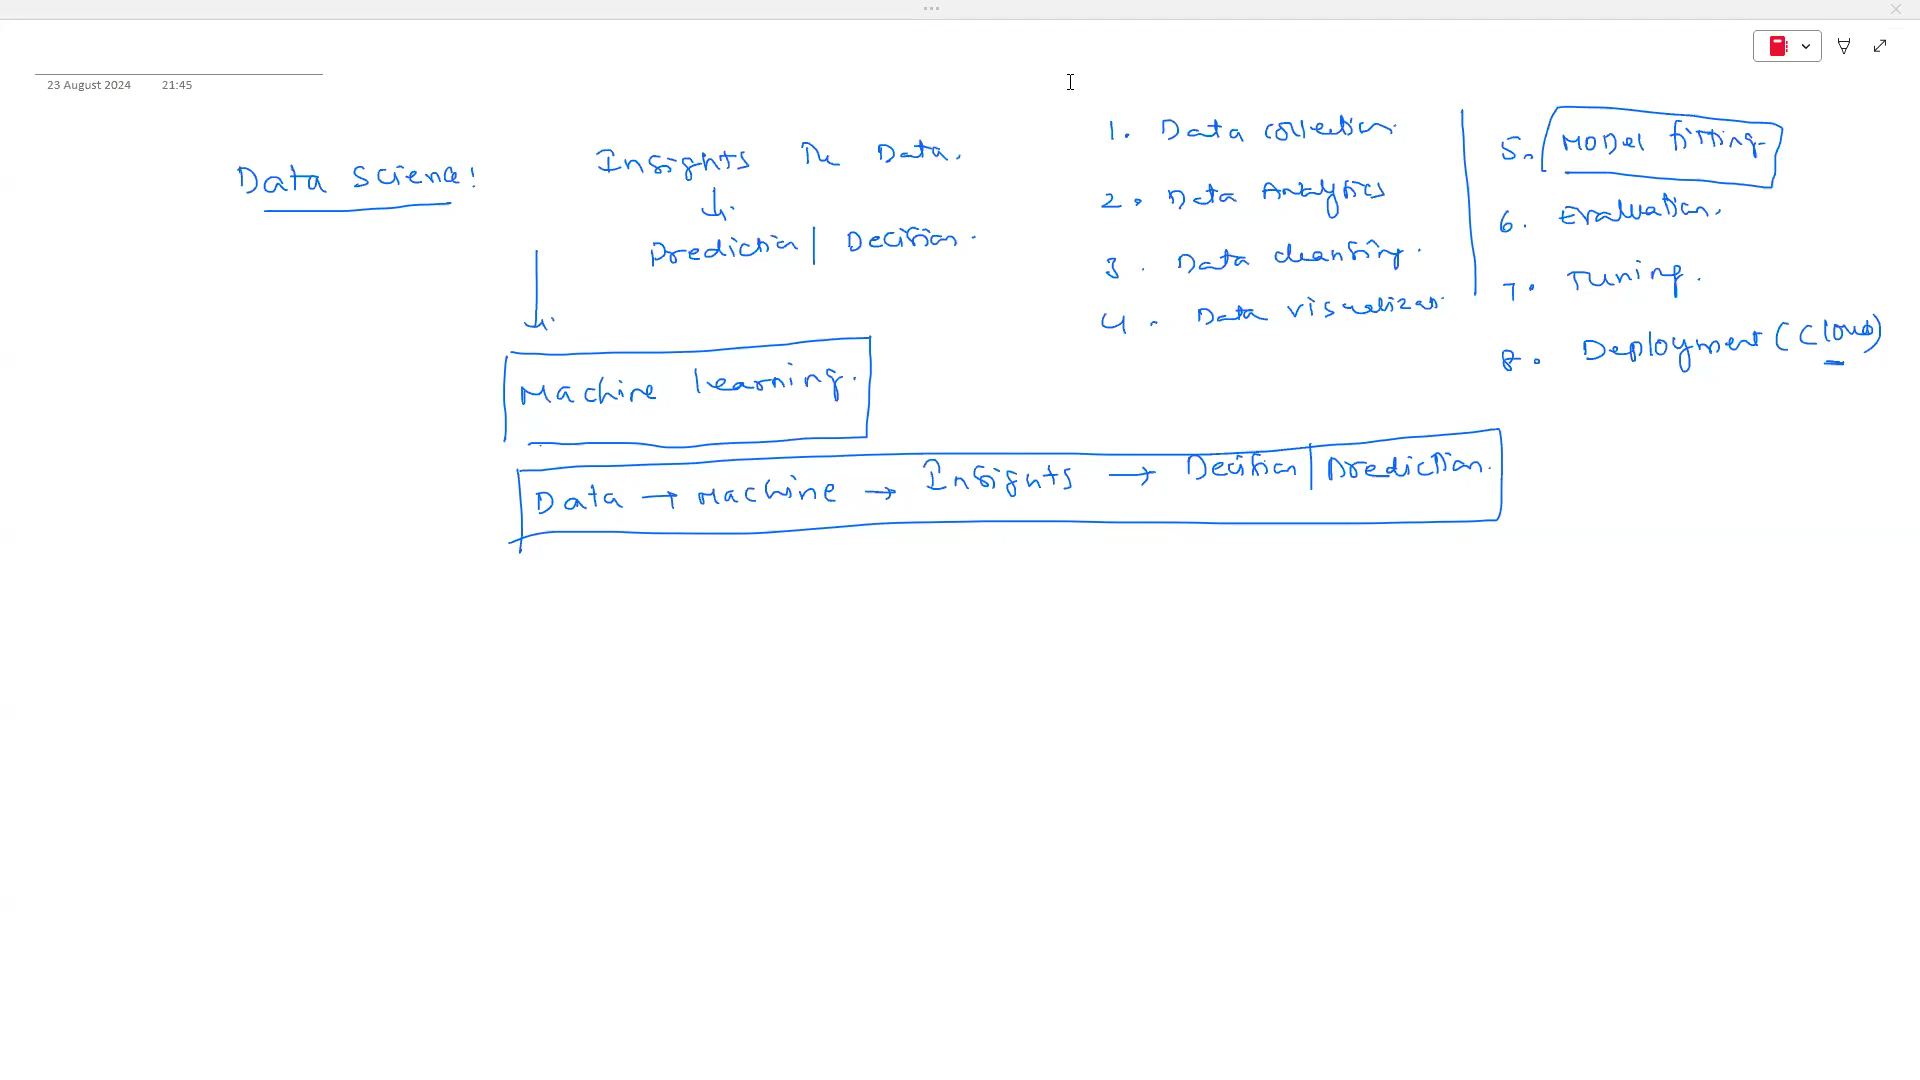 23 August 2024 21:45
Data Science!
Insights The Data.
↓
Prediction | Decision.
↓
Machine learning.
Data → Machine → Insights → Decision | Prediction.
1. Data collection.
2. Data Analytics
3. Data cleansing.
4. Data
5. Model fitting.
6. Evaluation.
7. Tuning.
8. Deployment (Cloud)